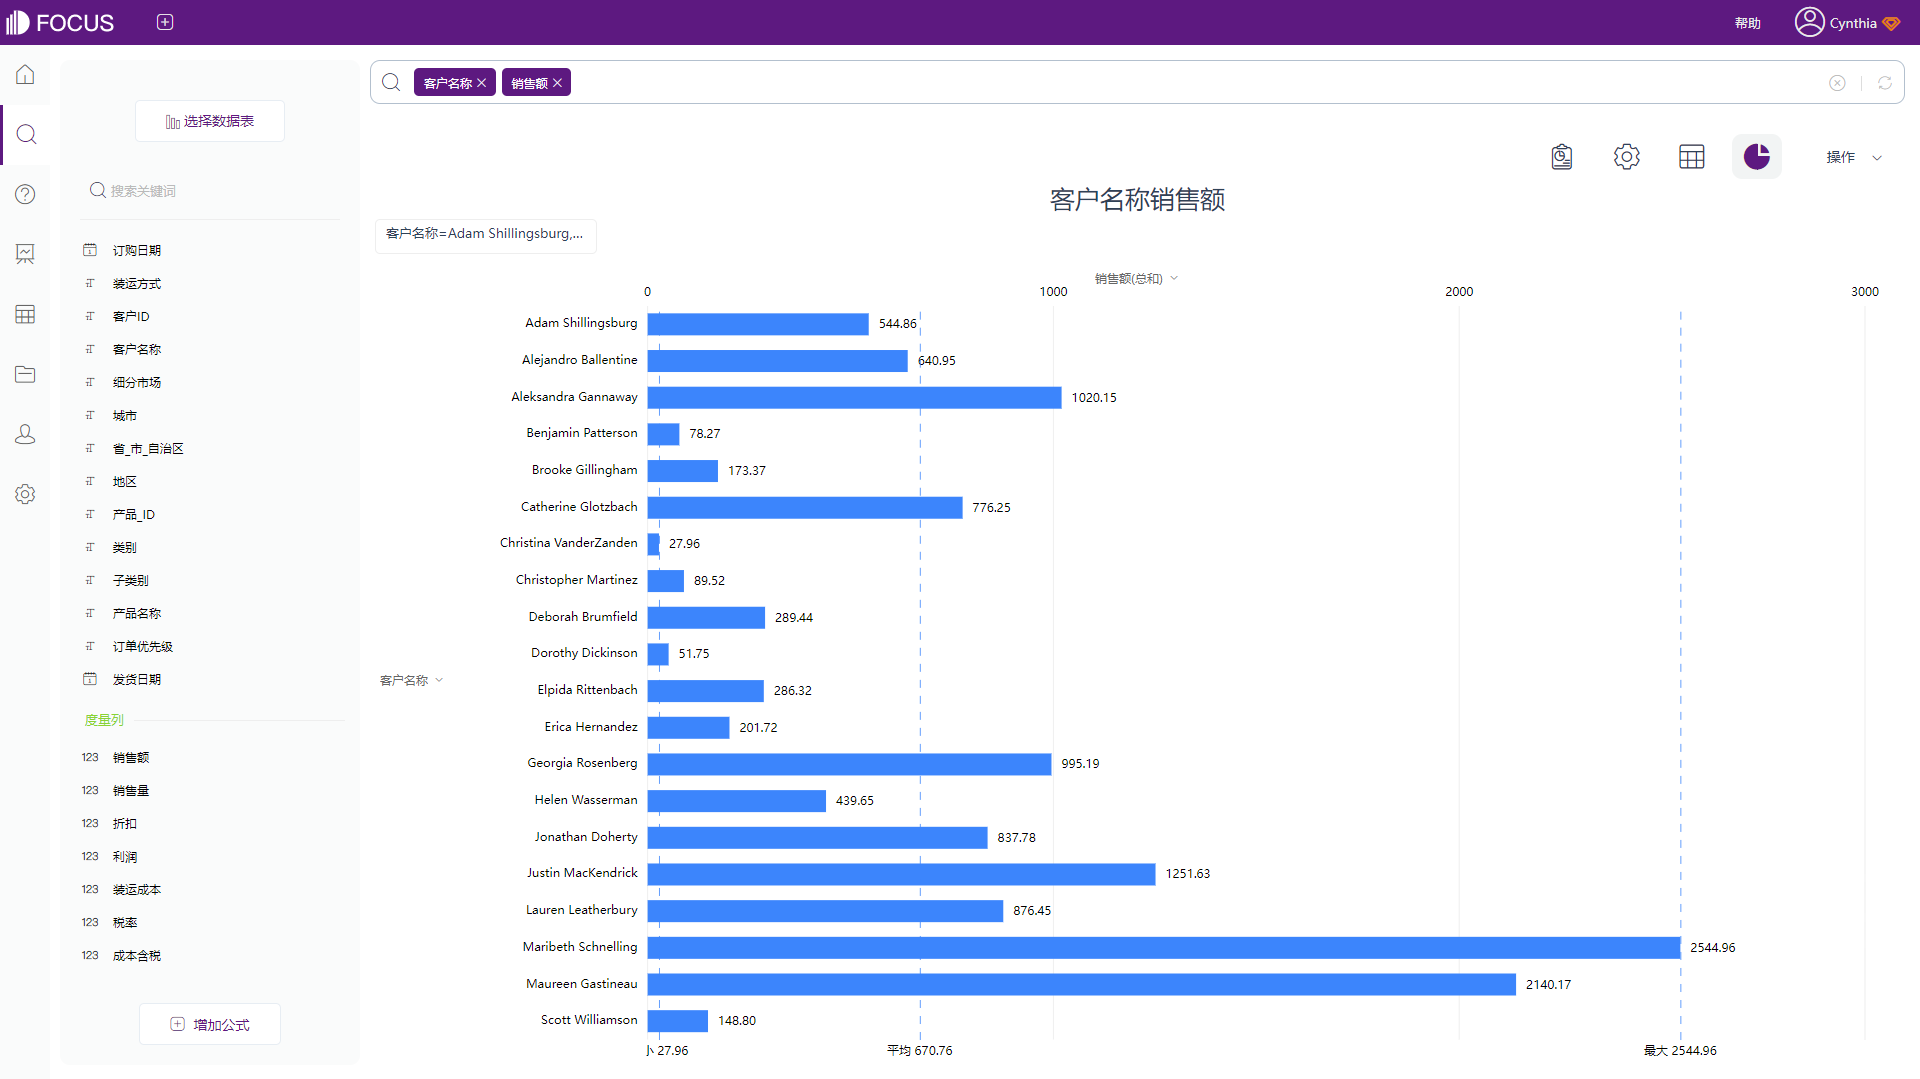 FOCUS
帮助
Cynthia
客户名称
销售额
选择数据表
搜索关键词
订购日期
装运方式
客户ID
客户名称
细分市场
城市
省_市_自治区
地区
产品_ID
类别
子类别
产品名称
订单优先级
发货日期
度量列
123 销售额
123 销售量
123 折扣
123 利润
123 装运成本
123 税率
123 成本含税
增加公式
操作
客户名称销售额
客户名称=Adam Shillingsburg,...
销售额(总和)
0 1000 2000 3000
客户名称
Adam Shillingsburg 544.86
Alejandro Ballentine 640.95
Aleksandra Gannaway 1020.15
Benjamin Patterson 78.27
Brooke Gillingham 173.37
Catherine Glotzbach 776.25
Christina VanderZanden 27.96
Christopher Martinez 89.52
Deborah Brumfield 289.44
Dorothy Dickinson 51.75
Elpida Rittenbach 286.32
Erica Hernandez 201.72
Georgia Rosenberg 995.19
Helen Wasserman 439.65
Jonathan Doherty 837.78
Justin MacKendrick 1251.63
Lauren Leatherbury 876.45
Maribeth Schnelling 2544.96
Maureen Gastineau 2140.17
Scott Williamson 148.80
27.96 平均 670.76 最大 2544.96